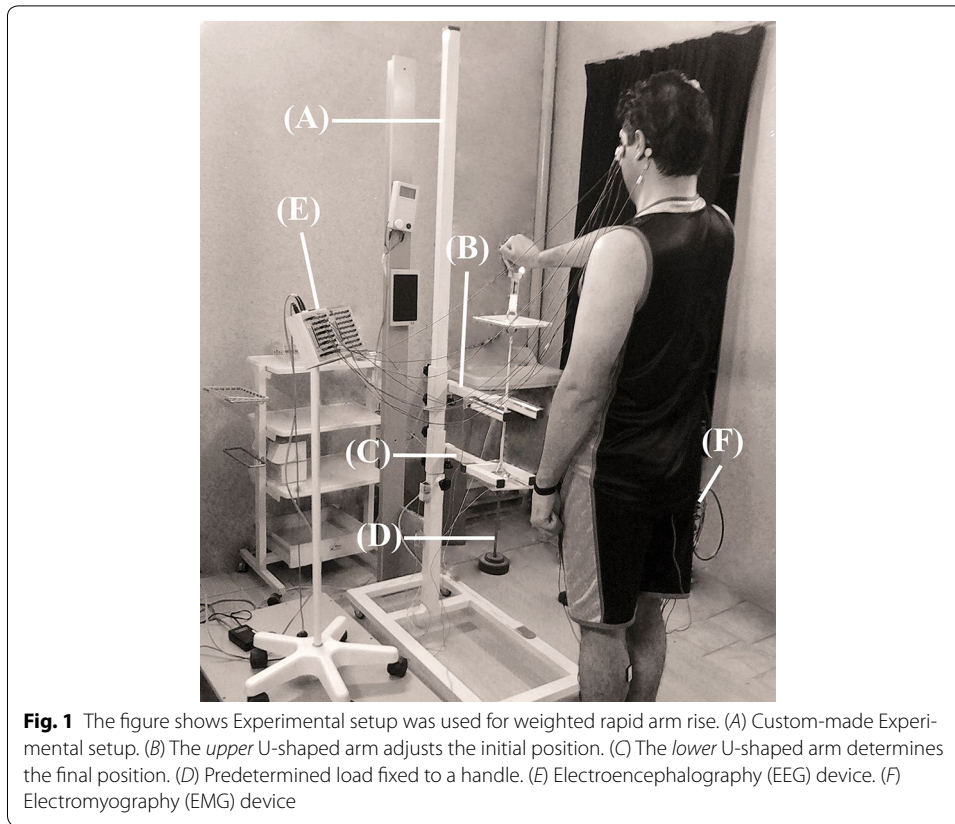 (A)
(E)
(B)
(F)
(C)
(D)
Fig. 1 The figure shows Experimental setup was used for weighted rapid arm rise. (A) Custom-made Experi-
mental setup. (B) The upper U-shaped arm adjusts the initial position. (C) The lower U-shaped arm determines
the final position. (D) Predetermined load fixed to a handle. (E) Electroencephalography (EEG) device. (F)
Electromyography (EMG) device